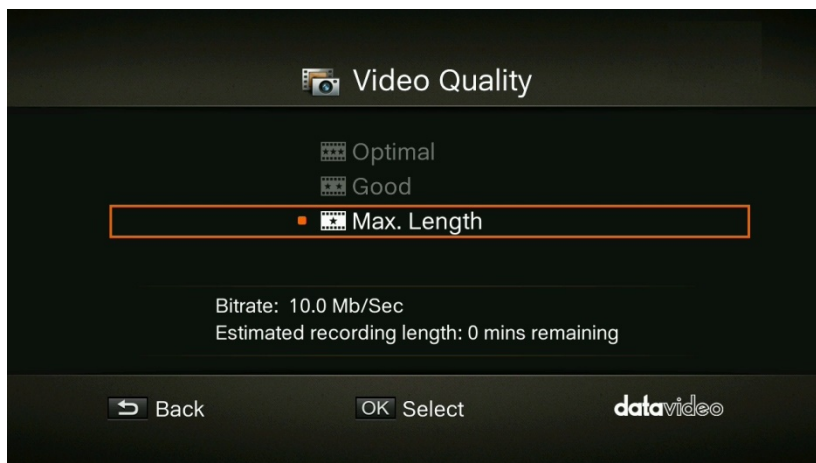 Video Quality
Optimal
Good
Max. Length
Bitrate: 10.0 Mb/Sec
Estimated recording length: 0 mins remaining
Back OK Select datavideo